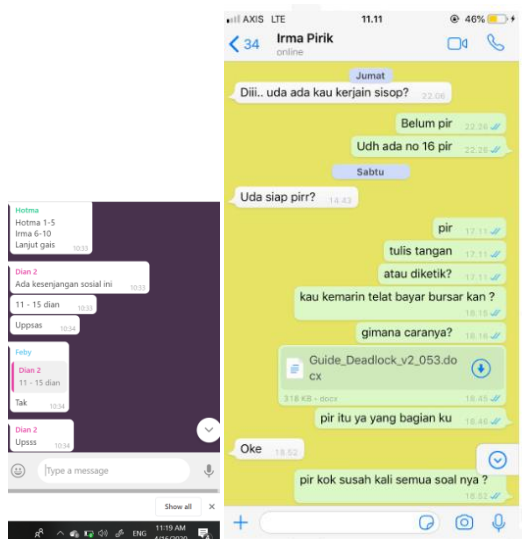 Hotma
Hotma 1-5
Irma 6-10
Lanjut gais
10:33
Dian 2
Ada kesenjangan sosial ini
10:33
11 - 15 dian
10:33
Uppsas
10:34
Feby
Dian 2
11 - 15 dian
Tak
10:34
Dian 2
Upsss
10:34
Type a message
Show all
ENG
11:19 AM
4/16/2020
AXIS LTE
11.11
46%
34
Irma Pirik
online
Jumat
Diii.. uda ada kau kerjain sisop?
22.06
Belum pir
22.26
Udh ada no 16 pir
22.26
Sabtu
Uda siap pirr?
14.43
pir
17.11
tulis tangan
17.11
atau diketik?
17.11
kau kemarin telat bayar bursar kan ?
18.15
gimana caranya?
18.16
Guide_Deadlock_v2_053.do
cx
318 KB - docx
18.45
pir itu ya yang bagian ku
18.46
Oke
18.52
pir kok susah kali semua soal nya ?
18.52